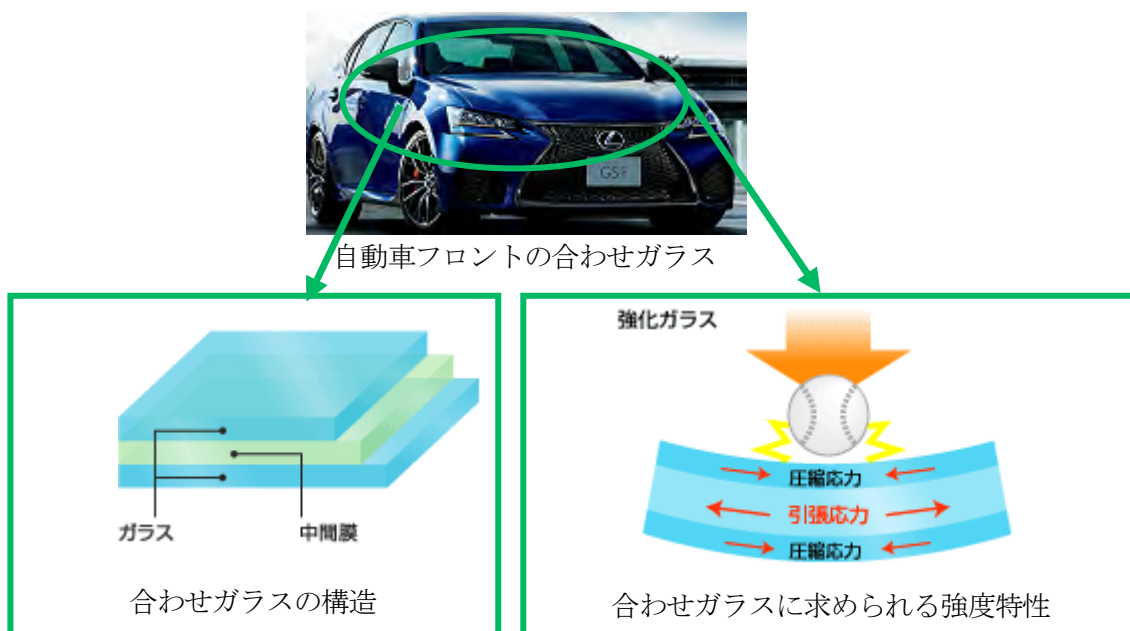 GSF
自動車フロントの合わせガラス
ガラス
中間膜
合わせガラスの構造
強化ガラス
圧縮応力
引張応力
圧縮応力
合わせガラスに求められる強度特性